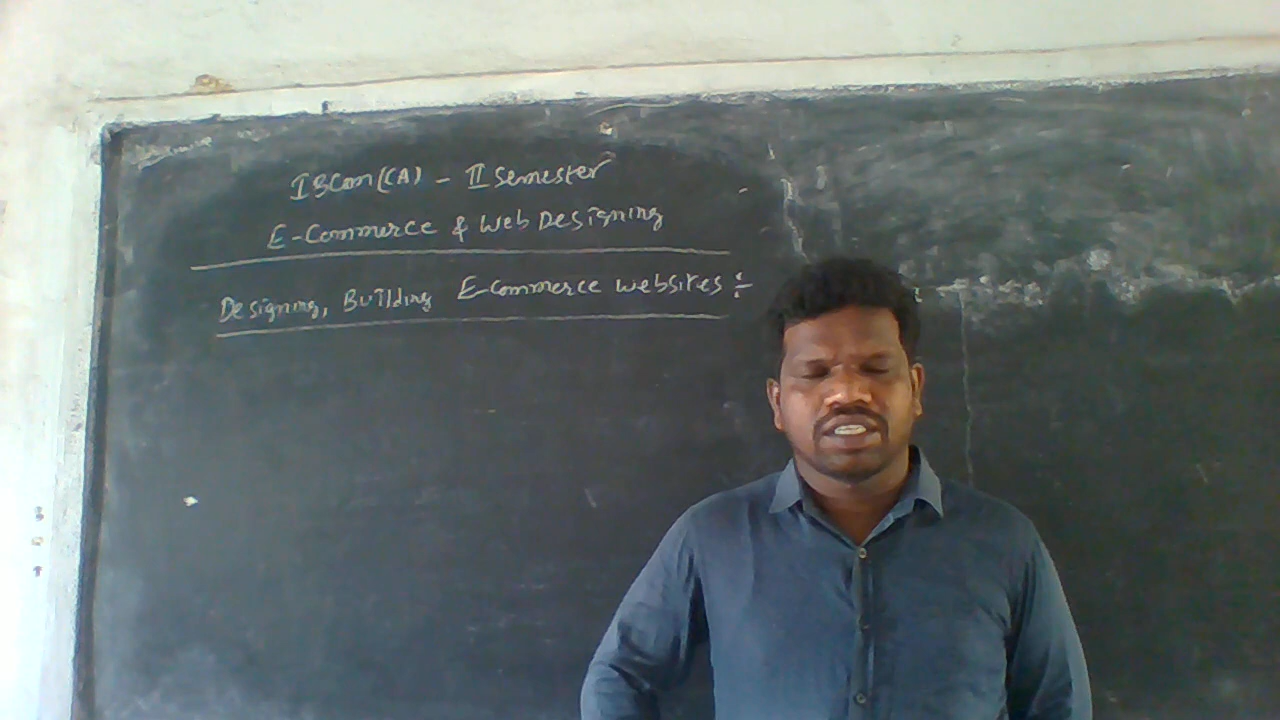 I BCom(CA) - II Semester
E-Commerce & Web Designing
Designing, Building E-Commerce websites :-